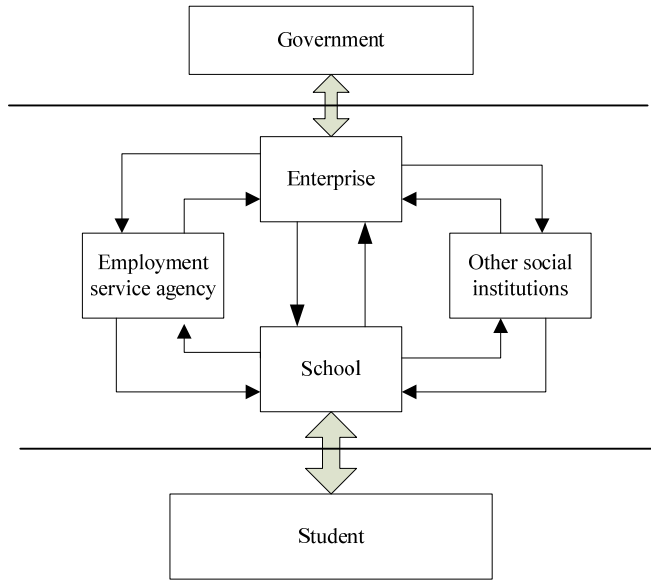 Government
Enterprise
Employment
service agency
Other social
institutions
School
Student